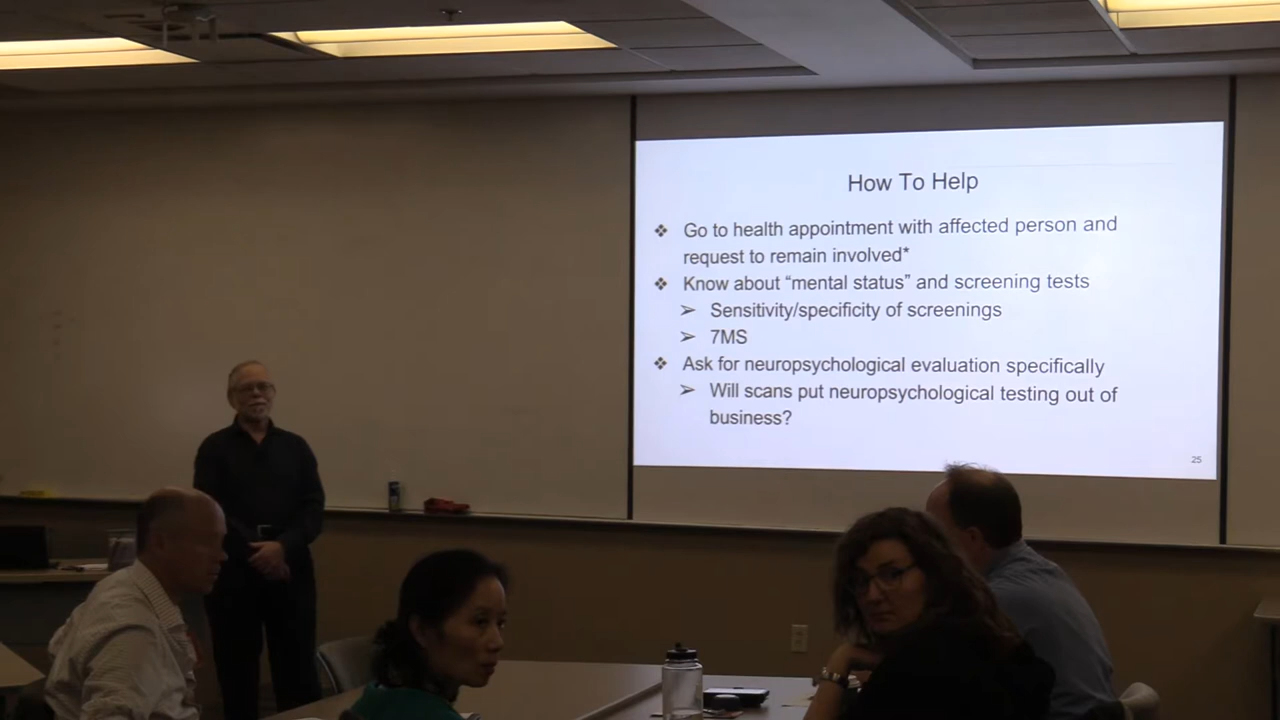 How To Help
❖ Go to health appointment with affected person and
request to remain involved*
❖ Know about “mental status” and screening tests
➢ Sensitivity/specificity of screenings
➢ 7MS
❖ Ask for neuropsychological evaluation specifically
➢ Will scans put neuropsychological testing out of
business?
25